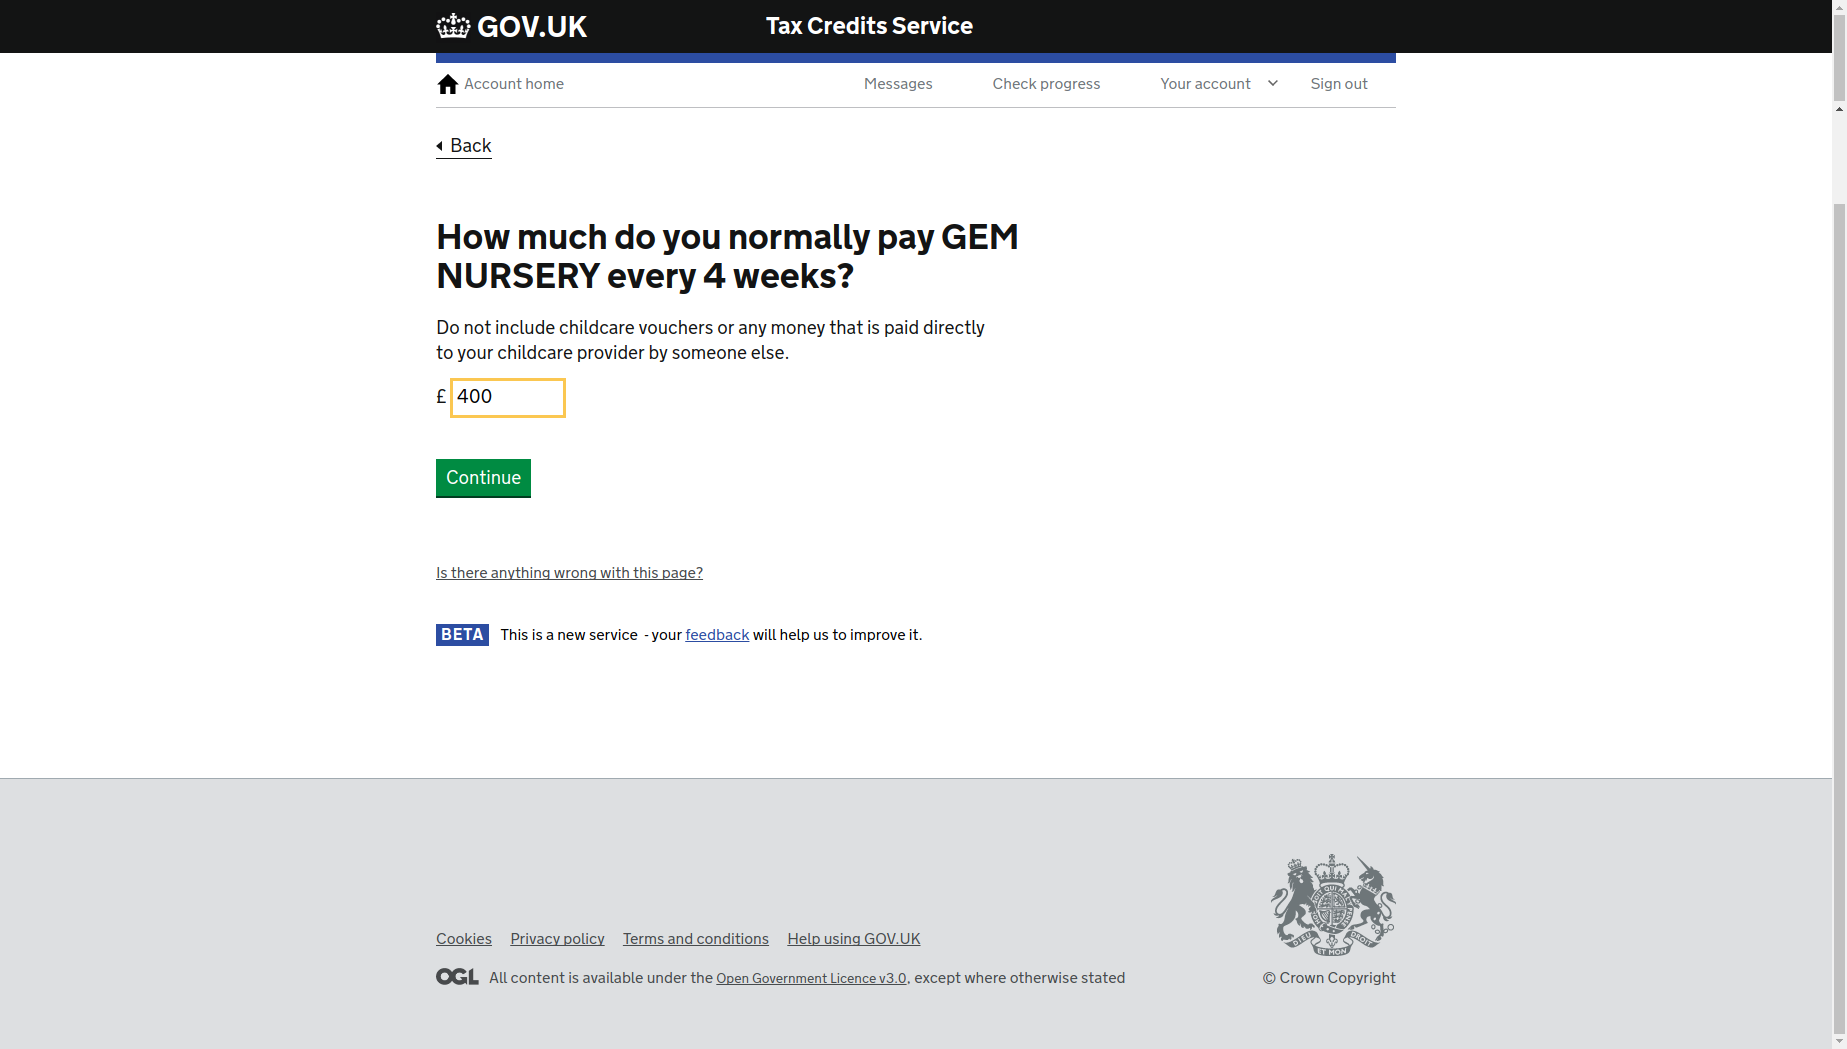 GOV.UK
Tax Credits Service
Account home
Messages
Check progress
Your account
Sign out
Back
How much do you normally pay GEM
NURSERY every 4 weeks?
Do not include childcare vouchers or any money that is paid directly
to your childcare provider by someone else.
£ 400
Continue
Is there anything wrong with this page?
BETA This is a new service - your feedback will help us to improve it.
Cookies Privacy policy Terms and conditions Help using GOV.UK
OGL All content is available under the Open Government Licence v3.0, except where otherwise stated
DIEU ET MON DROIT
© Crown Copyright